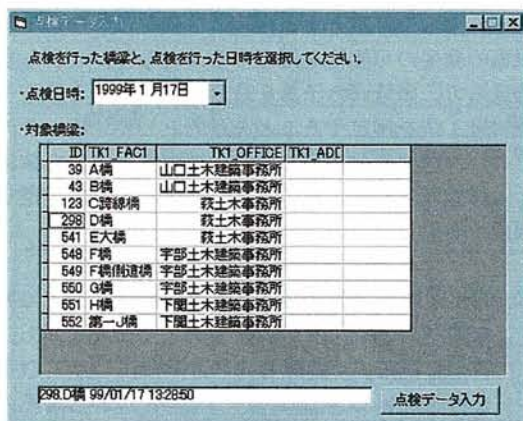 点検データ入力
点検を行った橋梁と,点検を行った日時を選択してください。
・点検日時: 1999年1月17日
・対象橋梁:
ID TK1_FAC1 TK1_OFFICE TK1_ADD
39 A橋 山口土木建築事務所
43 B橋 山口土木建築事務所
123 C跨線橋 萩土木事務所
298 D橋 萩土木事務所
541 E大橋 萩土木事務所
548 F橋 宇部土木建築事務所
549 F橋側道橋 宇部土木建築事務所
550 G橋 宇部土木建築事務所
551 H橋 下関土木建築事務所
552 第一J橋 下関土木建築事務所
298.D橋 99/01/17 13:28:50 点検データ入力